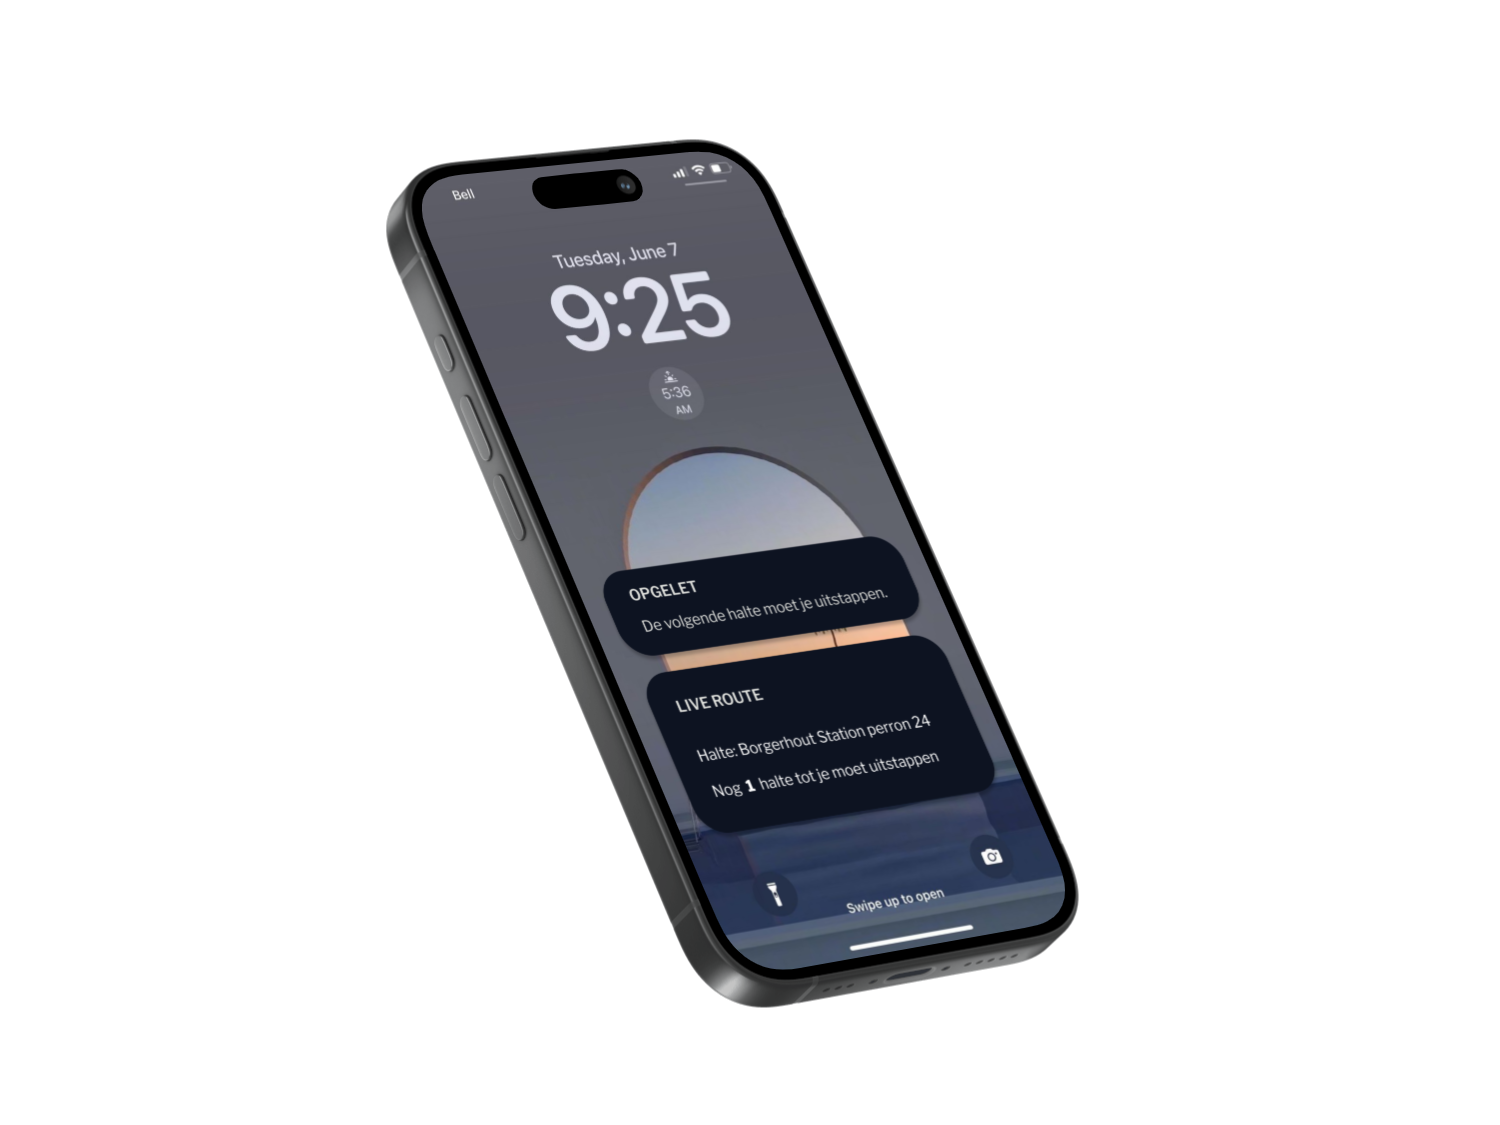 Bell
Tuesday, June 7
9:25
5:36
AM
OPGELET
De volgende halte moet je uitstappen.
LIVE ROUTE
Halte: Borgerhout Station perron 24
Nog 1 halte tot je moet uitstappen
Swipe up to open